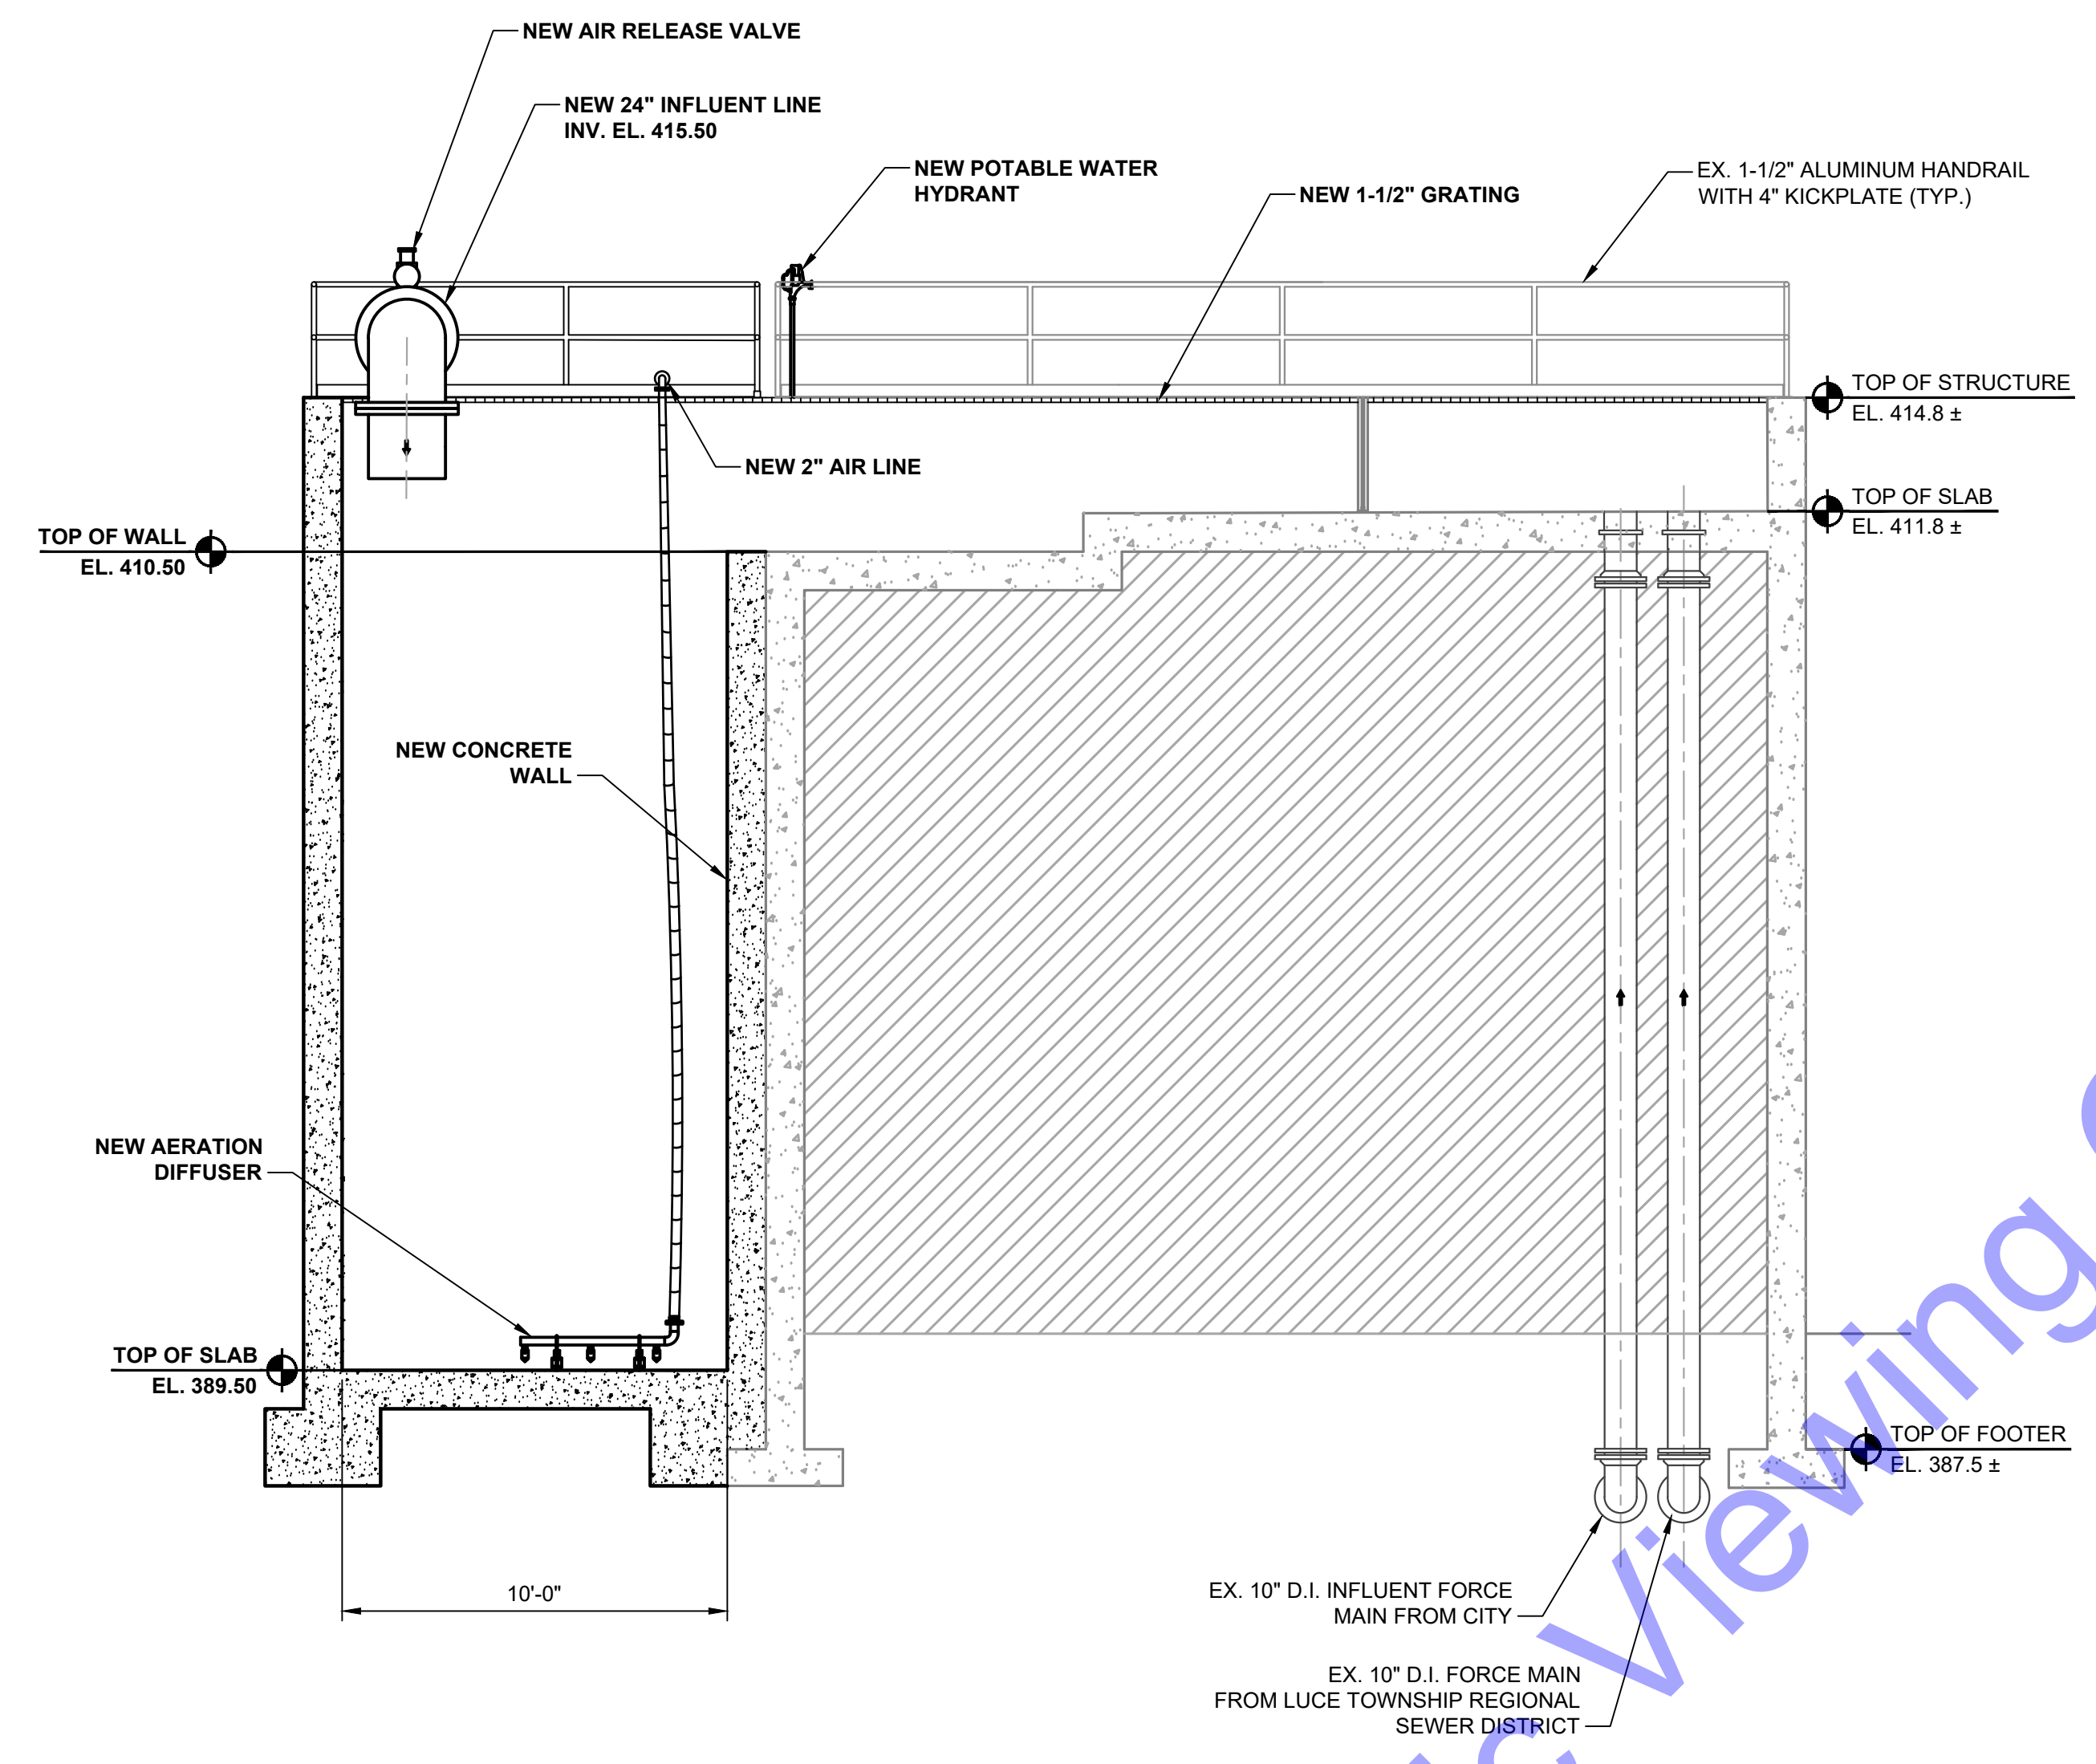 NEW AIR RELEASE VALVE
NEW 24" INFLUENT LINE
INV. EL. 415.50
NEW POTABLE WATER
HYDRANT
NEW 1-1/2" GRATING
EX. 1-1/2" ALUMINUM HANDRAIL
WITH 4" KICKPLATE (TYP.)
TOP OF STRUCTURE
EL. 414.8 ±
NEW 2" AIR LINE
TOP OF SLAB
EL. 411.8 ±
TOP OF WALL
EL. 410.50
NEW CONCRETE
WALL
NEW AERATION
DIFFUSER
TOP OF SLAB
EL. 389.50
TOP OF FOOTER
EL. 387.5 ±
10'-0"
EX. 10" D.I. INFLUENT FORCE
MAIN FROM CITY
EX. 10" D.I. FORCE MAIN
FROM LUCE TOWNSHIP REGIONAL
SEWER DISTRICT
Viewing